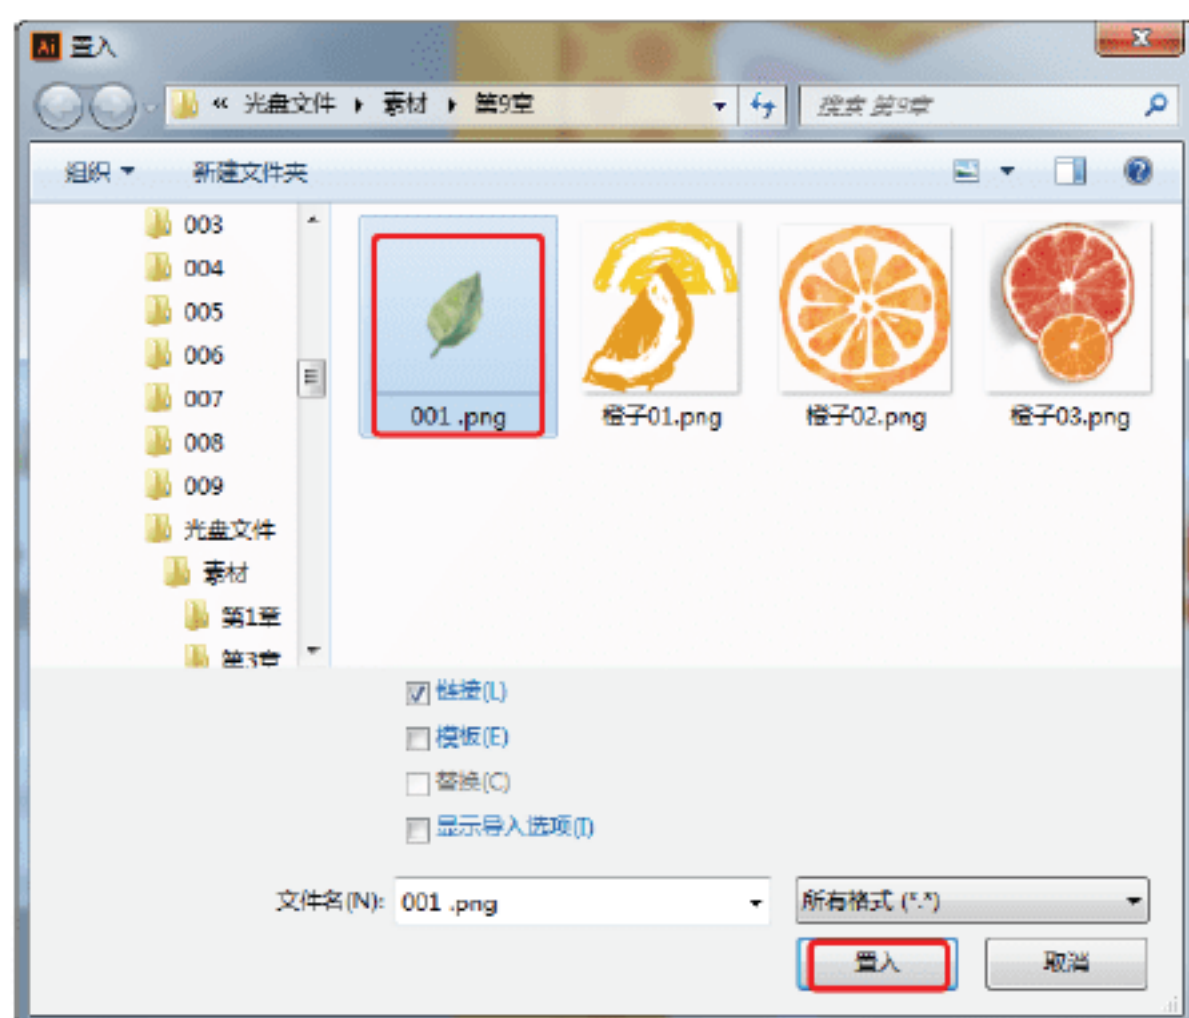 Ai 置入
« 光盘文件 ▸ 素材 ▸ 第9章
搜索 第9章
组织 新建文件夹
003
004
005
006
007
008
009
光盘文件
素材
第1章
第3章
001 .png
橙子01.png
橙子02.png
橙子03.png
链接(L)
模板(E)
替换(C)
显示导入选项(I)
文件名(N): 001 .png
所有格式 (*.*)
置入
取消